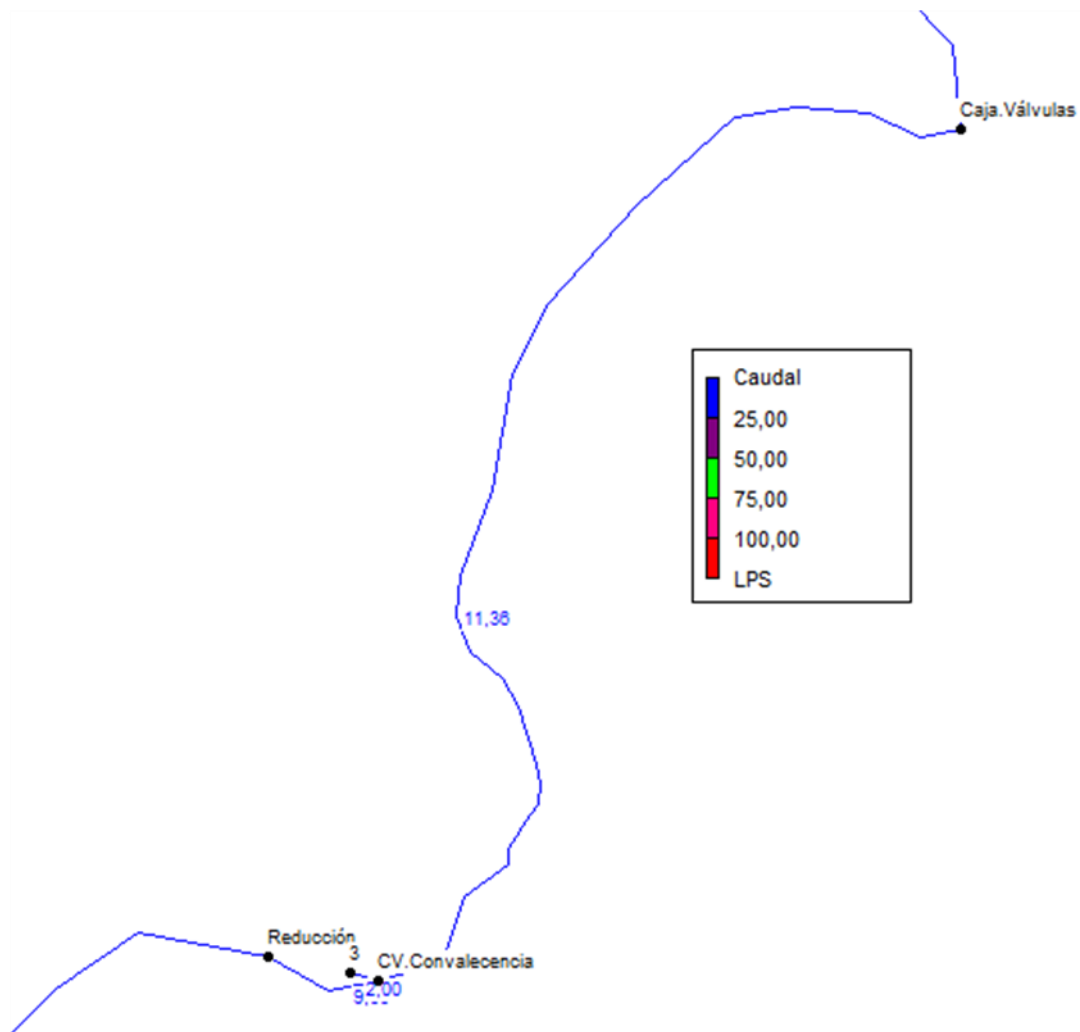 Caja.Válvulas
Caudal
25,00
50,00
75,00
100,00
LPS
11,36
Reducción
3
CV.Convalecencia
2,00